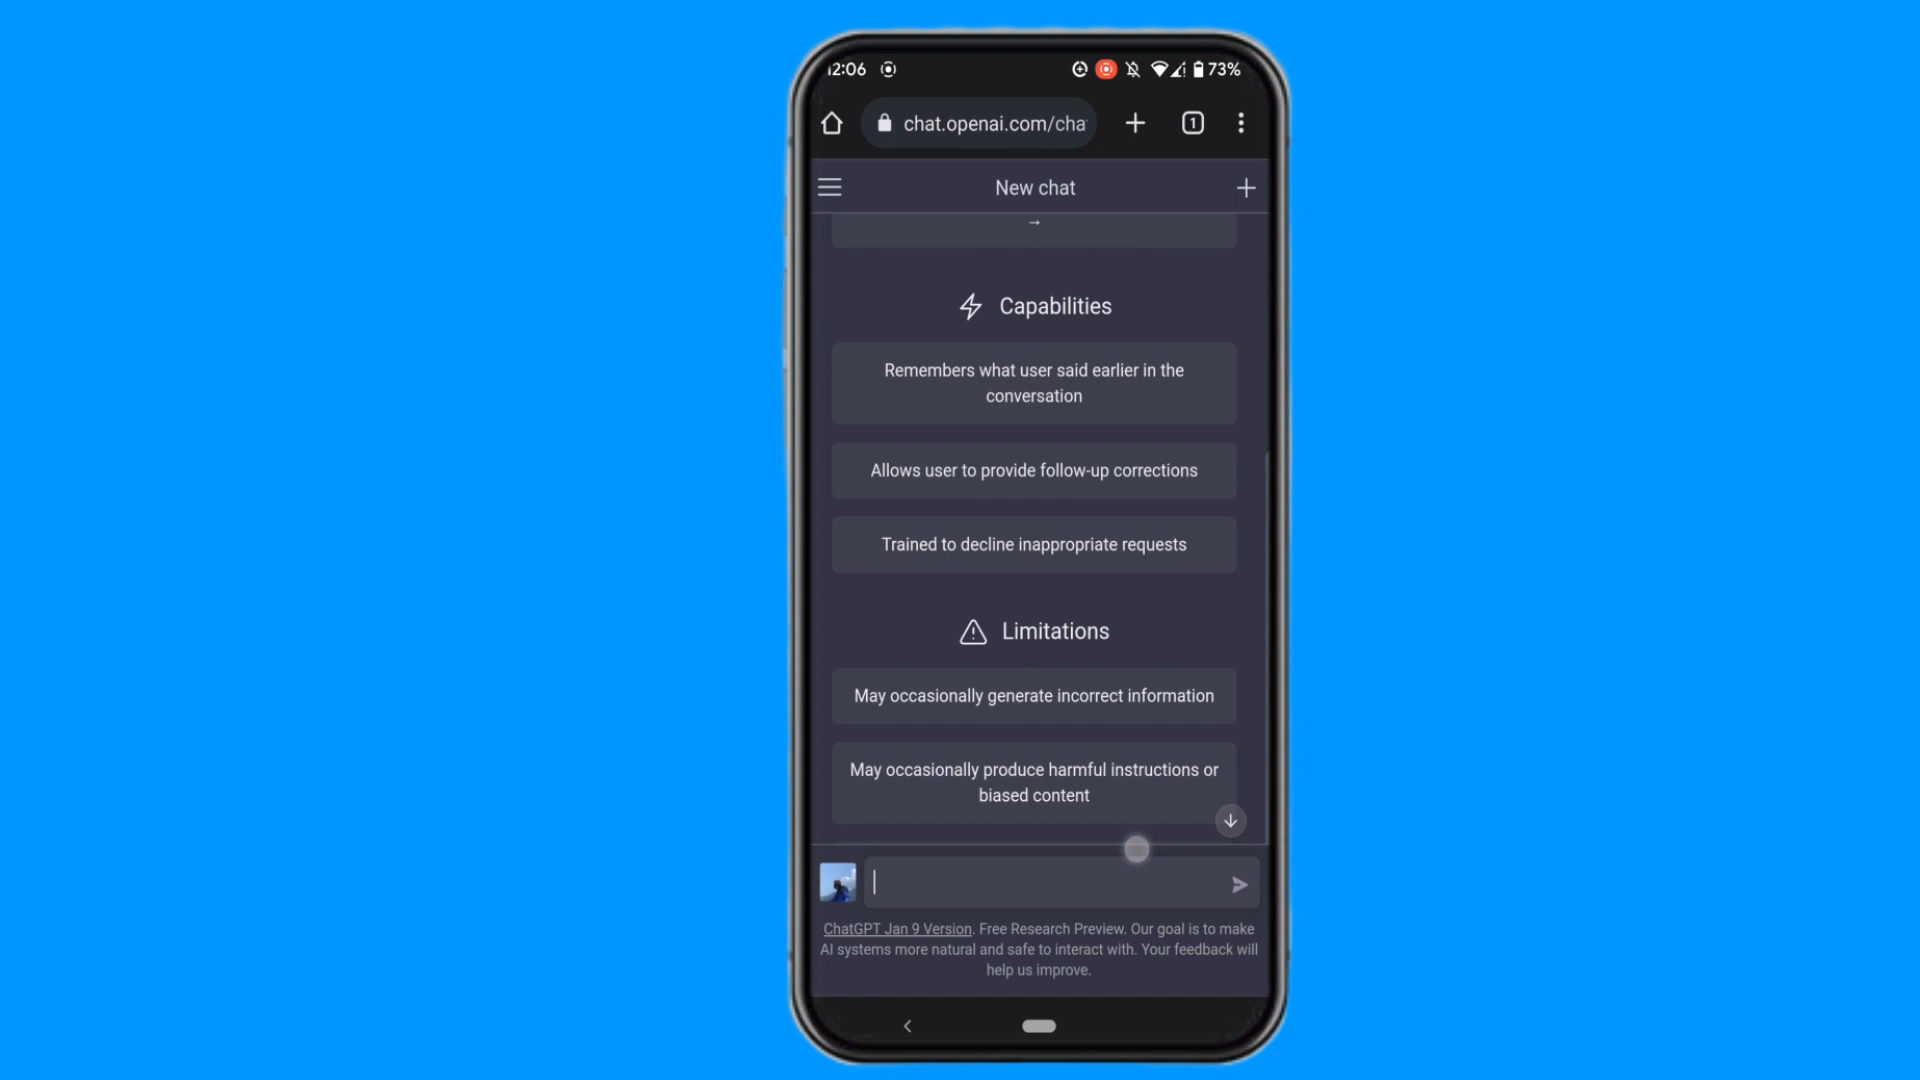 12:06
73%
chat.openai.com/cha
1
New chat
→
Capabilities
Remembers what user said earlier in the
conversation
Allows user to provide follow-up corrections
Trained to decline inappropriate requests
Limitations
May occasionally generate incorrect information
May occasionally produce harmful instructions or
biased content
ChatGPT Jan 9 Version. Free Research Preview. Our goal is to make
AI systems more natural and safe to interact with. Your feedback will
help us improve.